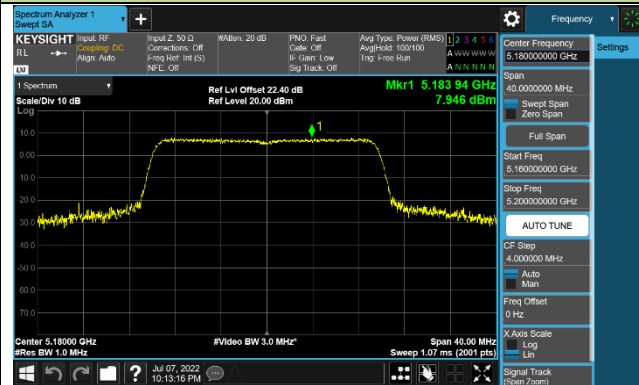 Spectrum Analyzer 1
Swept SA
+
Frequency
KEYSIGHT
RL
Input: RF
Coupling: DC
Align: Auto
Input Z: 50 Ω
Corrections: Off
Freq Ref: Int (S)
NFE: Off
#Atten: 20 dB
PNO: Fast
Gate: Off
IF Gain: Low
Sig Track: Off
Avg Type: Power (RMS)
Avg|Hold: 100/100
Trig: Free Run
1 2 3 4 5 6
A W W W W W
A N N N N N
LXI
1 Spectrum
Scale/Div 10 dB
Ref Lvl Offset 22.40 dB
Ref Level 20.00 dBm
Mkr1 5.183 94 GHz
7.946 dBm
Log
1
10.0
0.00
-10.0
-20.0
-30.0
-40.0
-50.0
-60.0
-70.0
Center 5.18000 GHz
#Res BW 1.0 MHz
#Video BW 3.0 MHz*
Span 40.00 MHz
Sweep 1.07 ms (2001 pts)
Jul 07, 2022
10:13:16 PM
?
Center Frequency
5.180000000 GHz
Settings
Span
40.0000000 MHz
Swept Span
Zero Span
Full Span
Start Freq
5.160000000 GHz
Stop Freq
5.200000000 GHz
AUTO TUNE
CF Step
4.000000 MHz
Auto
Man
Freq Offset
0 Hz
X Axis Scale
Log
Lin
Signal Track
(Span Zoom)